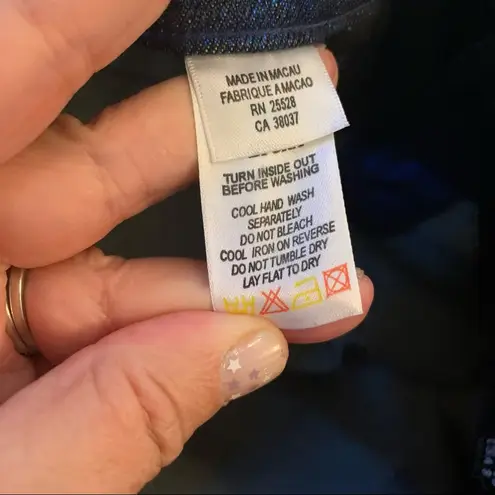 MADE IN MACAU
FABRIQUE A MACAO
RN 25528
CA 38037
TURN INSIDE OUT
BEFORE WASHING
COOL HAND WASH
SEPARATELY
DO NOT BLEACH
COOL IRON ON REVERSE
DO NOT TUMBLE DRY
LAY FLAT TO DRY